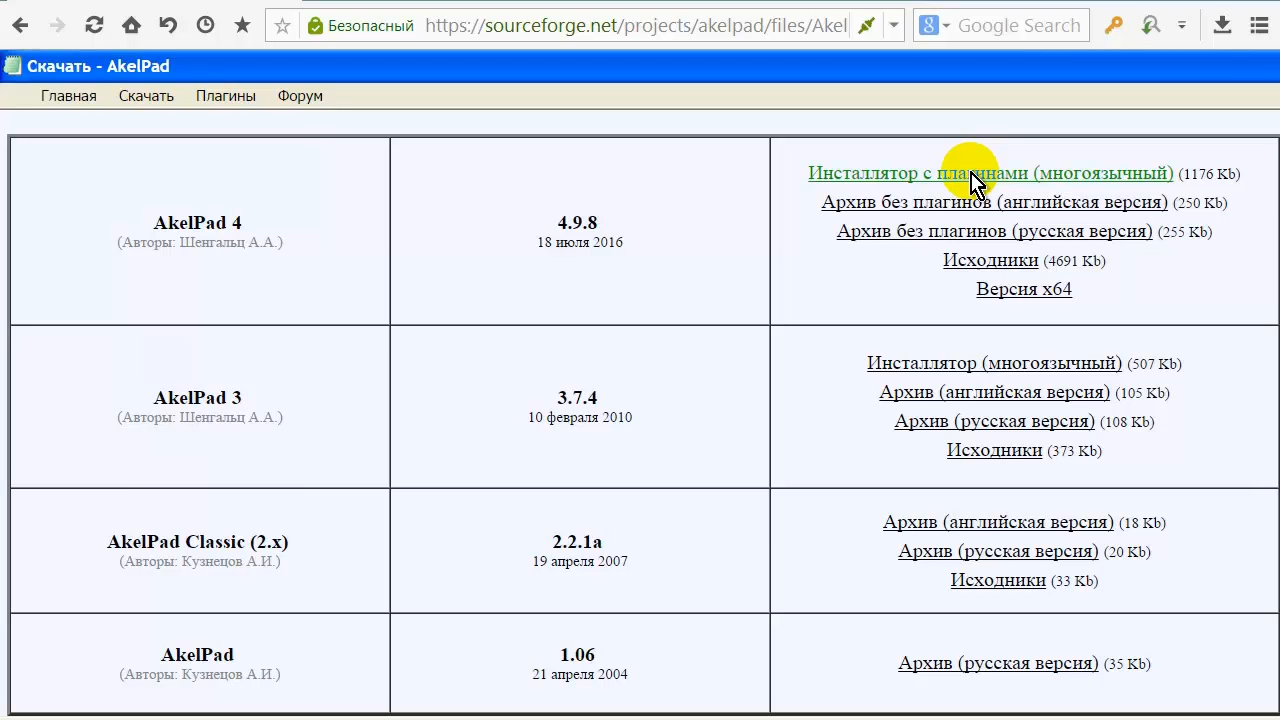 Безопасный https://sourceforge.net/projects/akelpad/files/Akel Google Search
Скачать - AkelPad
Главная Скачать Плагины Форум
AkelPad 4
(Авторы: Шенгальц А.А.)
4.9.8
18 июля 2016
Инсталлятор с плагинами (многоязычный) (1176 Kb)
Архив без плагинов (английская версия) (250 Kb)
Архив без плагинов (русская версия) (255 Kb)
Исходники (4691 Kb)
Версия x64
AkelPad 3
(Авторы: Шенгальц А.А.)
3.7.4
10 февраля 2010
Инсталлятор (многоязычный) (507 Kb)
Архив (английская версия) (105 Kb)
Архив (русская версия) (108 Kb)
Исходники (373 Kb)
AkelPad Classic (2.x)
(Авторы: Кузнецов А.И.)
2.2.1a
19 апреля 2007
Архив (английская версия) (18 Kb)
Архив (русская версия) (20 Kb)
Исходники (33 Kb)
AkelPad
(Авторы: Кузнецов А.И.)
1.06
21 апреля 2004
Архив (русская версия) (35 Kb)